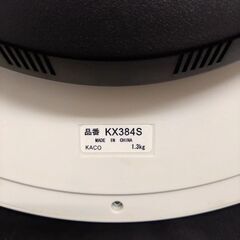 品番 KX384S
MADE IN CHINA
KACO 1.3kg